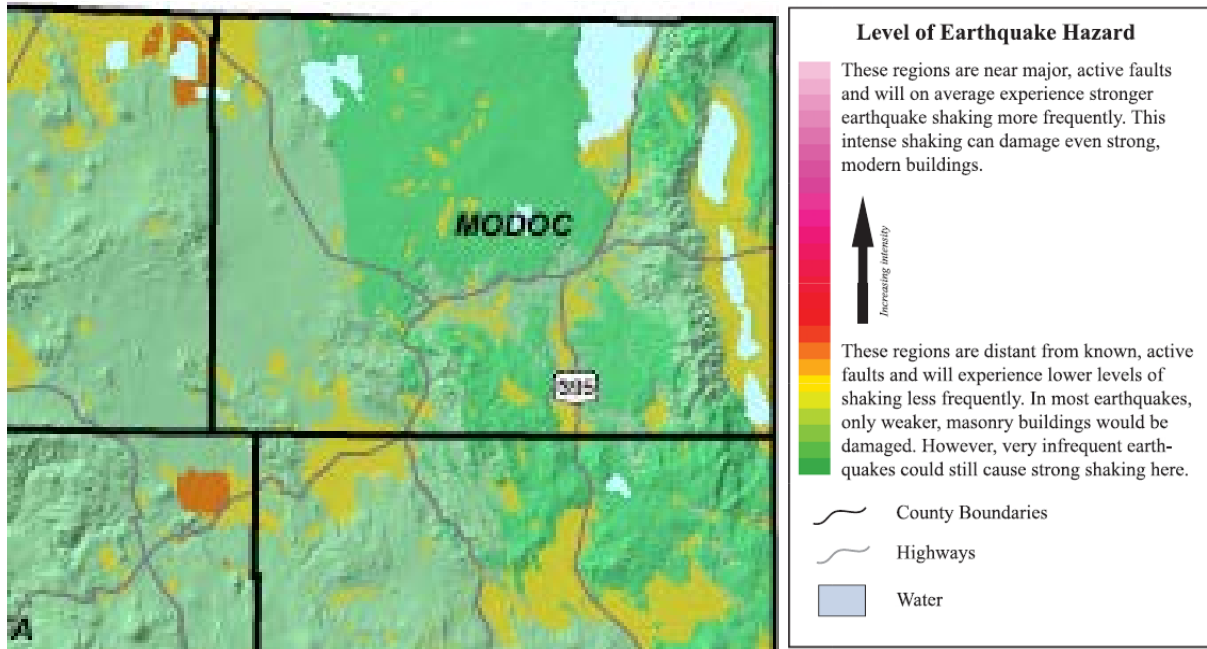 MODOC
395
A
Level of Earthquake Hazard
These regions are near major, active faults
and will on average experience stronger
earthquake shaking more frequently. This
intense shaking can damage even strong,
modern buildings.
Increasing intensity
These regions are distant from known, active
faults and will experience lower levels of
shaking less frequently. In most earthquakes,
only weaker, masonry buildings would be
damaged. However, very infrequent earth-
quakes could still cause strong shaking here.
County Boundaries
Highways
Water